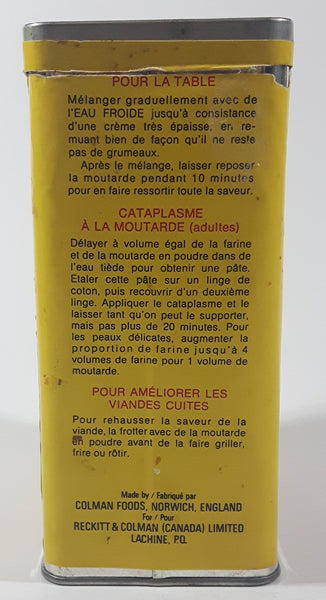 POUR LA TABLE
Mélanger graduellement avec de
l'EAU FROIDE jusqu'à consistance
d'une crème très épaisse, en re-
muant bien de façon qu'il ne reste
pas de grumeaux.
Après le mélange, laisser reposer
la moutarde pendant 10 minutes
pour en faire ressortir toute la saveur.
CATAPLASME
À LA MOUTARDE (adultes)
Délayer à volume égal de la farine
et de la moutarde en poudre dans de
l'eau tiède pour obtenir une pâte.
Etaler cette pâte sur un linge de
coton, puis recouvrir d'un deuxième
linge. Appliquer le cataplasme et le
laisser tant qu'on peut le supporter,
mais pas plus de 20 minutes. Pour
les peaux délicates, augmenter la
proportion de farine jusqu'à 4
volumes de farine pour 1 volume de
moutarde.
POUR AMÉLIORER LES
VIANDES CUITES
Pour rehausser la saveur de la
viande, la frotter avec de la moutarde
en poudre avant de la faire griller,
frire ou rôtir.
Made by / Fabriqué par
COLMAN FOODS, NORWICH, ENGLAND
For / Pour
RECKITT & COLMAN (CANADA) LIMITED
LACHINE, P.Q.